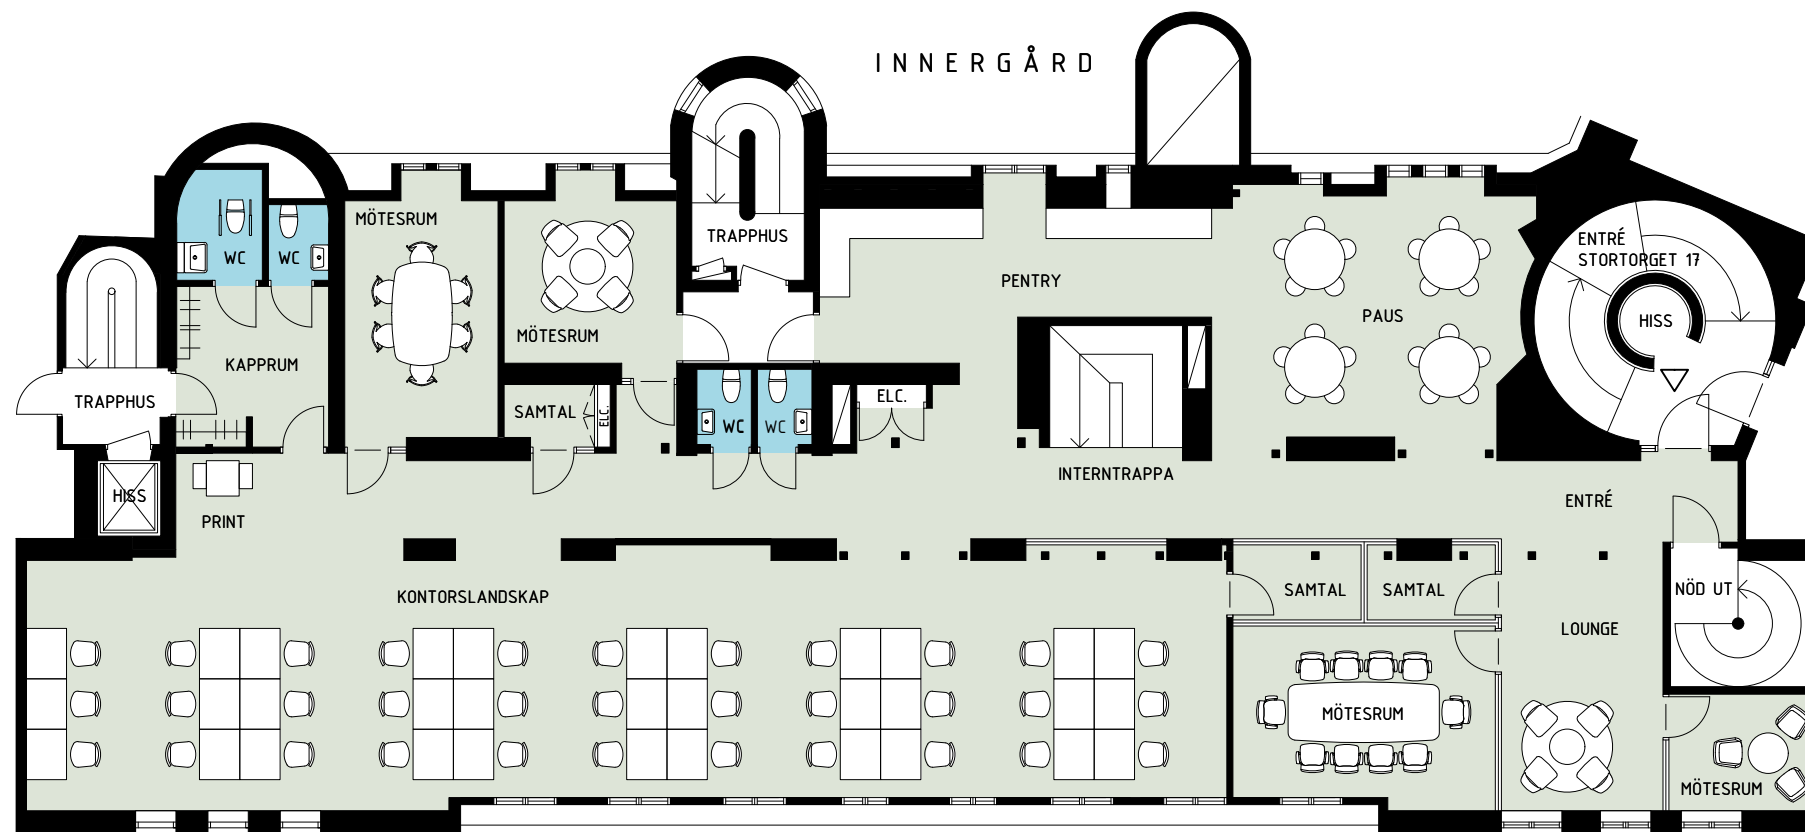 INNERGÅRD
MÖTESRUM
TRAPPHUS
ENTRÉ
STORTORGET 17
WC
WC
PENTRY
PAUS
HISS
MÖTESRUM
KAPPRUM
TRAPPHUS
SAMTAL
ELC.
ELC.
WC
WC
INTERNTRAPPA
HISS
PRINT
ENTRÉ
KONTORSLANDSKAP
SAMTAL
SAMTAL
NÖD UT
LOUNGE
MÖTESRUM
MÖTESRUM